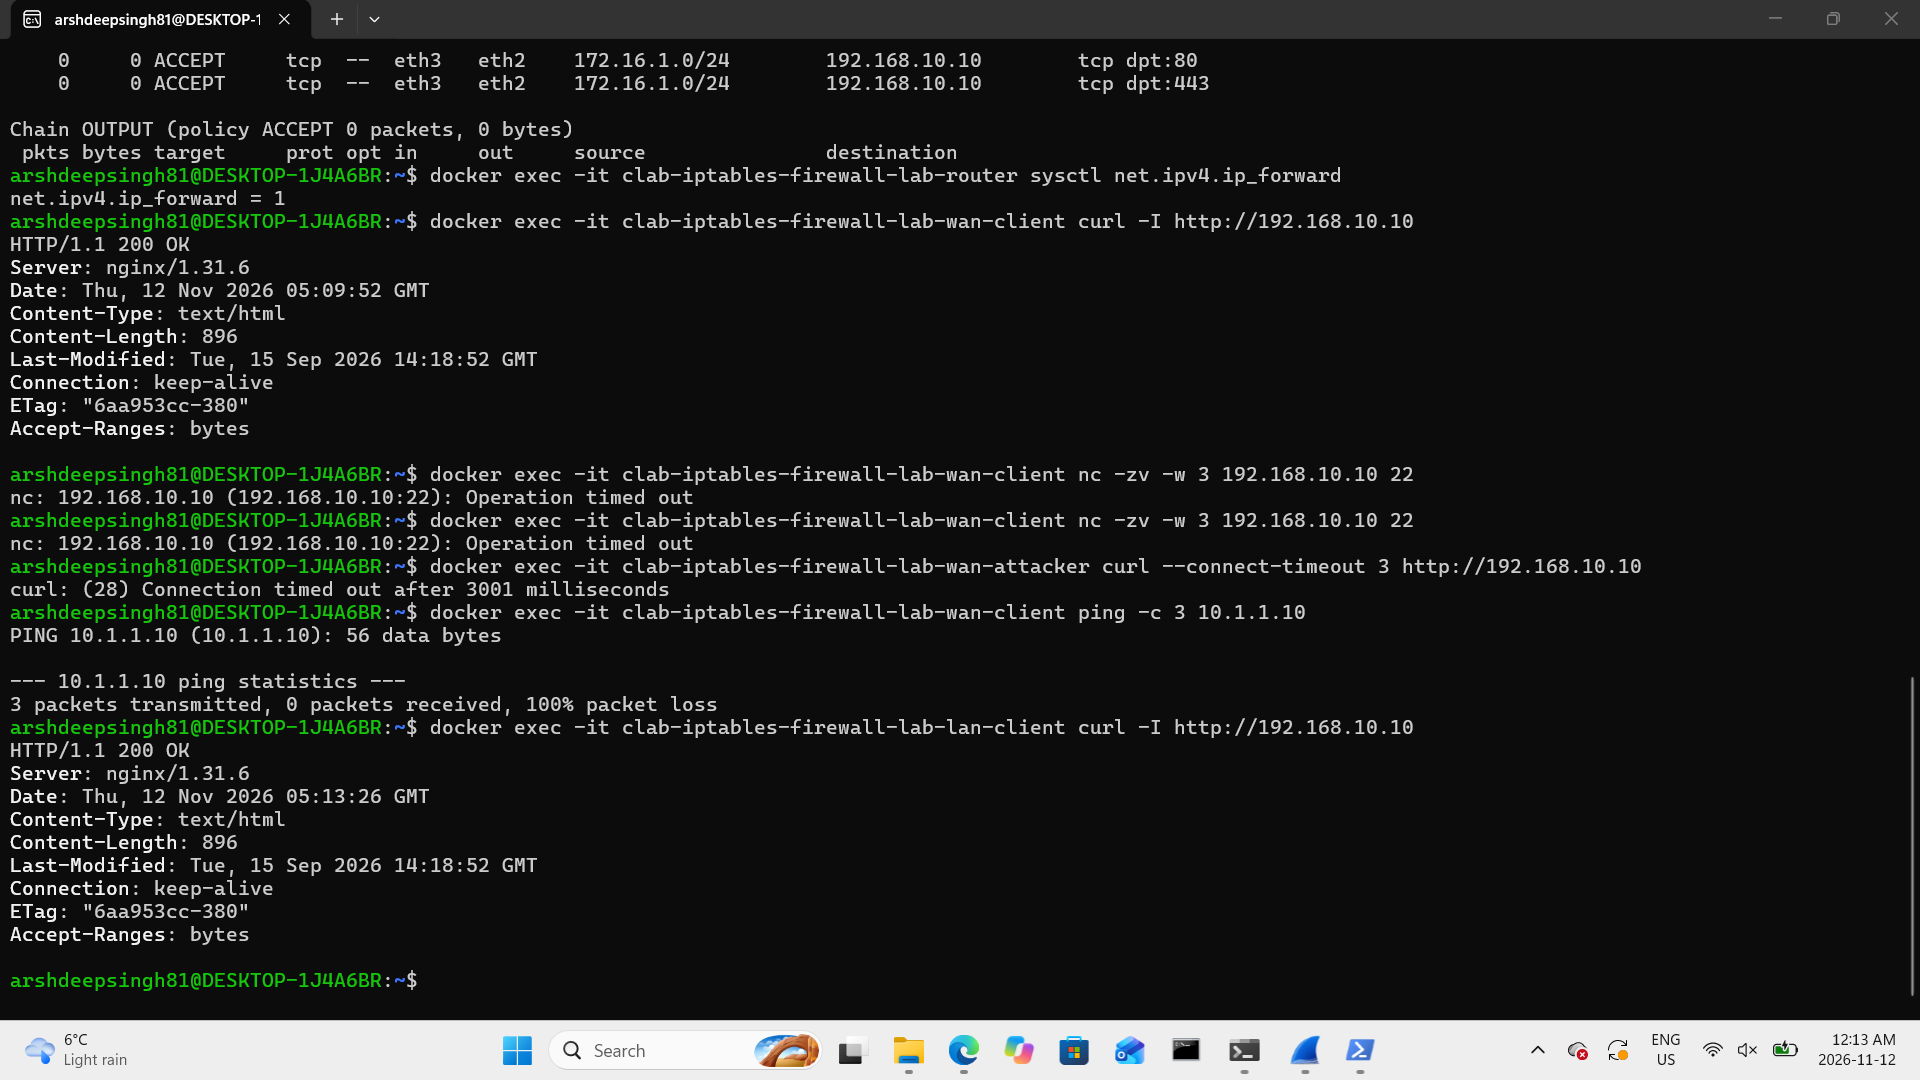 arshdeepsingh81@DESKTOP-1
0 0 ACCEPT tcp -- eth3 eth2 172.16.1.0/24 192.168.10.10 tcp dpt:80
0 0 ACCEPT tcp -- eth3 eth2 172.16.1.0/24 192.168.10.10 tcp dpt:443
Chain OUTPUT (policy ACCEPT 0 packets, 0 bytes)
pkts bytes target prot opt in out source destination
arshdeepsingh81@DESKTOP-1J4A6BR:~$ docker exec -it clab-iptables-firewall-lab-router sysctl net.ipv4.ip_forward
net.ipv4.ip_forward = 1
arshdeepsingh81@DESKTOP-1J4A6BR:~$ docker exec -it clab-iptables-firewall-lab-wan-client curl -I http://192.168.10.10
HTTP/1.1 200 OK
Server: nginx/1.31.6
Date: Thu, 12 Nov 2026 05:09:52 GMT
Content-Type: text/html
Content-Length: 896
Last-Modified: Tue, 15 Sep 2026 14:18:52 GMT
Connection: keep-alive
ETag: "6aa953cc-380"
Accept-Ranges: bytes
arshdeepsingh81@DESKTOP-1J4A6BR:~$ docker exec -it clab-iptables-firewall-lab-wan-client nc -zv -w 3 192.168.10.10 22
nc: 192.168.10.10 (192.168.10.10:22): Operation timed out
arshdeepsingh81@DESKTOP-1J4A6BR:~$ docker exec -it clab-iptables-firewall-lab-wan-client nc -zv -w 3 192.168.10.10 22
nc: 192.168.10.10 (192.168.10.10:22): Operation timed out
arshdeepsingh81@DESKTOP-1J4A6BR:~$ docker exec -it clab-iptables-firewall-lab-wan-attacker curl --connect-timeout 3 http://192.168.10.10
curl: (28) Connection timed out after 3001 milliseconds
arshdeepsingh81@DESKTOP-1J4A6BR:~$ docker exec -it clab-iptables-firewall-lab-wan-client ping -c 3 10.1.1.10
PING 10.1.1.10 (10.1.1.10): 56 data bytes
--- 10.1.1.10 ping statistics ---
3 packets transmitted, 0 packets received, 100% packet loss
arshdeepsingh81@DESKTOP-1J4A6BR:~$ docker exec -it clab-iptables-firewall-lab-lan-client curl -I http://192.168.10.10
HTTP/1.1 200 OK
Server: nginx/1.31.6
Date: Thu, 12 Nov 2026 05:13:26 GMT
Content-Type: text/html
Content-Length: 896
Last-Modified: Tue, 15 Sep 2026 14:18:52 GMT
Connection: keep-alive
ETag: "6aa953cc-380"
Accept-Ranges: bytes
arshdeepsingh81@DESKTOP-1J4A6BR:~$
6°C
Light rain
Search
ENG
US
12:13 AM
2026-11-12